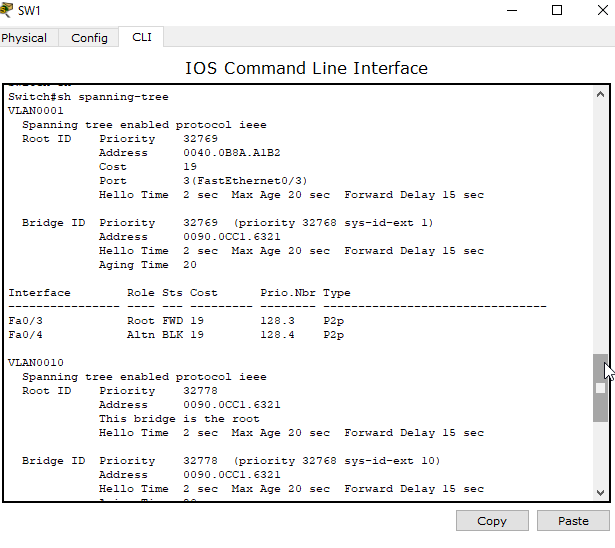 SW1
Physical Config CLI
IOS Command Line Interface
Switch#sh spanning-tree
VLAN0001
  Spanning tree enabled protocol ieee
  Root ID    Priority    32769
             Address     0040.0B8A.A1B2
             Cost        19
             Port        3(FastEthernet0/3)
             Hello Time  2 sec  Max Age 20 sec  Forward Delay 15 sec
  Bridge ID  Priority    32769  (priority 32768 sys-id-ext 1)
             Address     0090.0CC1.6321
             Hello Time  2 sec  Max Age 20 sec  Forward Delay 15 sec
             Aging Time  20
Interface        Role Sts Cost      Prio.Nbr Type
---------------- ---- --- --------- -------- --------------------------------
Fa0/3            Root FWD 19        128.3    P2p
Fa0/4            Altn BLK 19        128.4    P2p
VLAN0010
  Spanning tree enabled protocol ieee
  Root ID    Priority    32778
             Address     0090.0CC1.6321
             This bridge is the root
             Hello Time  2 sec  Max Age 20 sec  Forward Delay 15 sec
  Bridge ID  Priority    32778  (priority 32768 sys-id-ext 10)
             Address     0090.0CC1.6321
             Hello Time  2 sec  Max Age 20 sec  Forward Delay 15 sec
Copy Paste